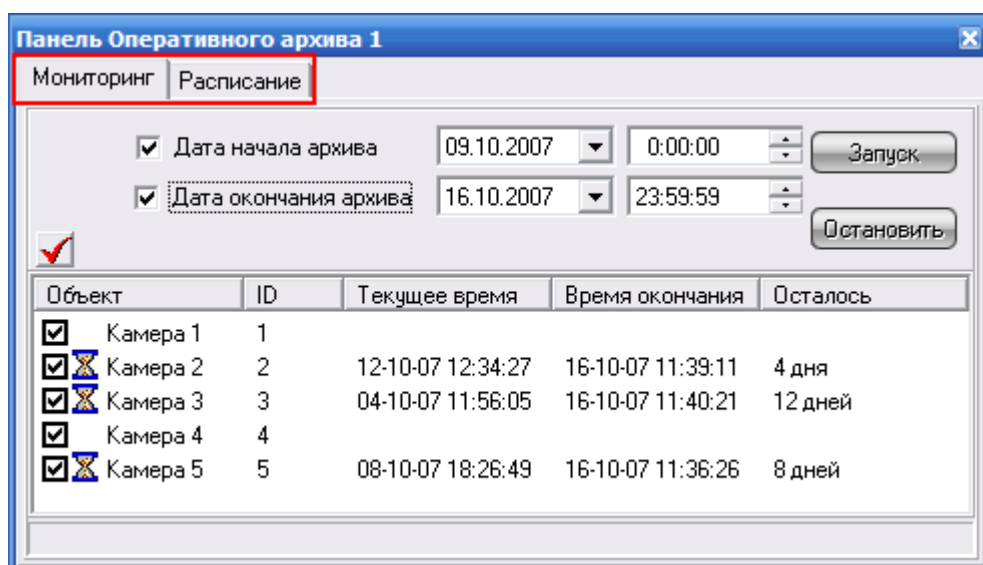 Панель Оперативного архива 1
Мониторинг Расписание
Дата начала архива 09.10.2007 0:00:00 Запуск
Дата окончания архива 16.10.2007 23:59:59
Остановить
Объект ID Текущее время Время окончания Осталось
Камера 1 1
Камера 2 2 12-10-07 12:34:27 16-10-07 11:39:11 4 дня
Камера 3 3 04-10-07 11:56:05 16-10-07 11:40:21 12 дней
Камера 4 4
Камера 5 5 08-10-07 18:26:49 16-10-07 11:36:26 8 дней